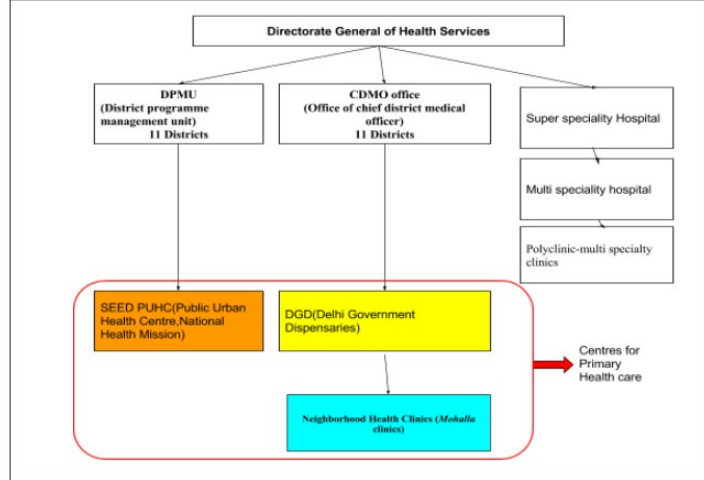 Directorate General of Health Services
DPMU
(District programme
management unit)
11 Districts
CDMO office
(Office of chief district medical
officer)
11 Districts
Super speciality Hospital
Multi speciality hospital
Polyclinic-multi specialty
clinics
SEED PUHC(Public Urban
Health Centre,National
Health Mission)
DGD(Delhi Government
Dispensaries)
Neighborhood Health Clinics (Mohalla
clinics)
Centres for
Primary
Health care